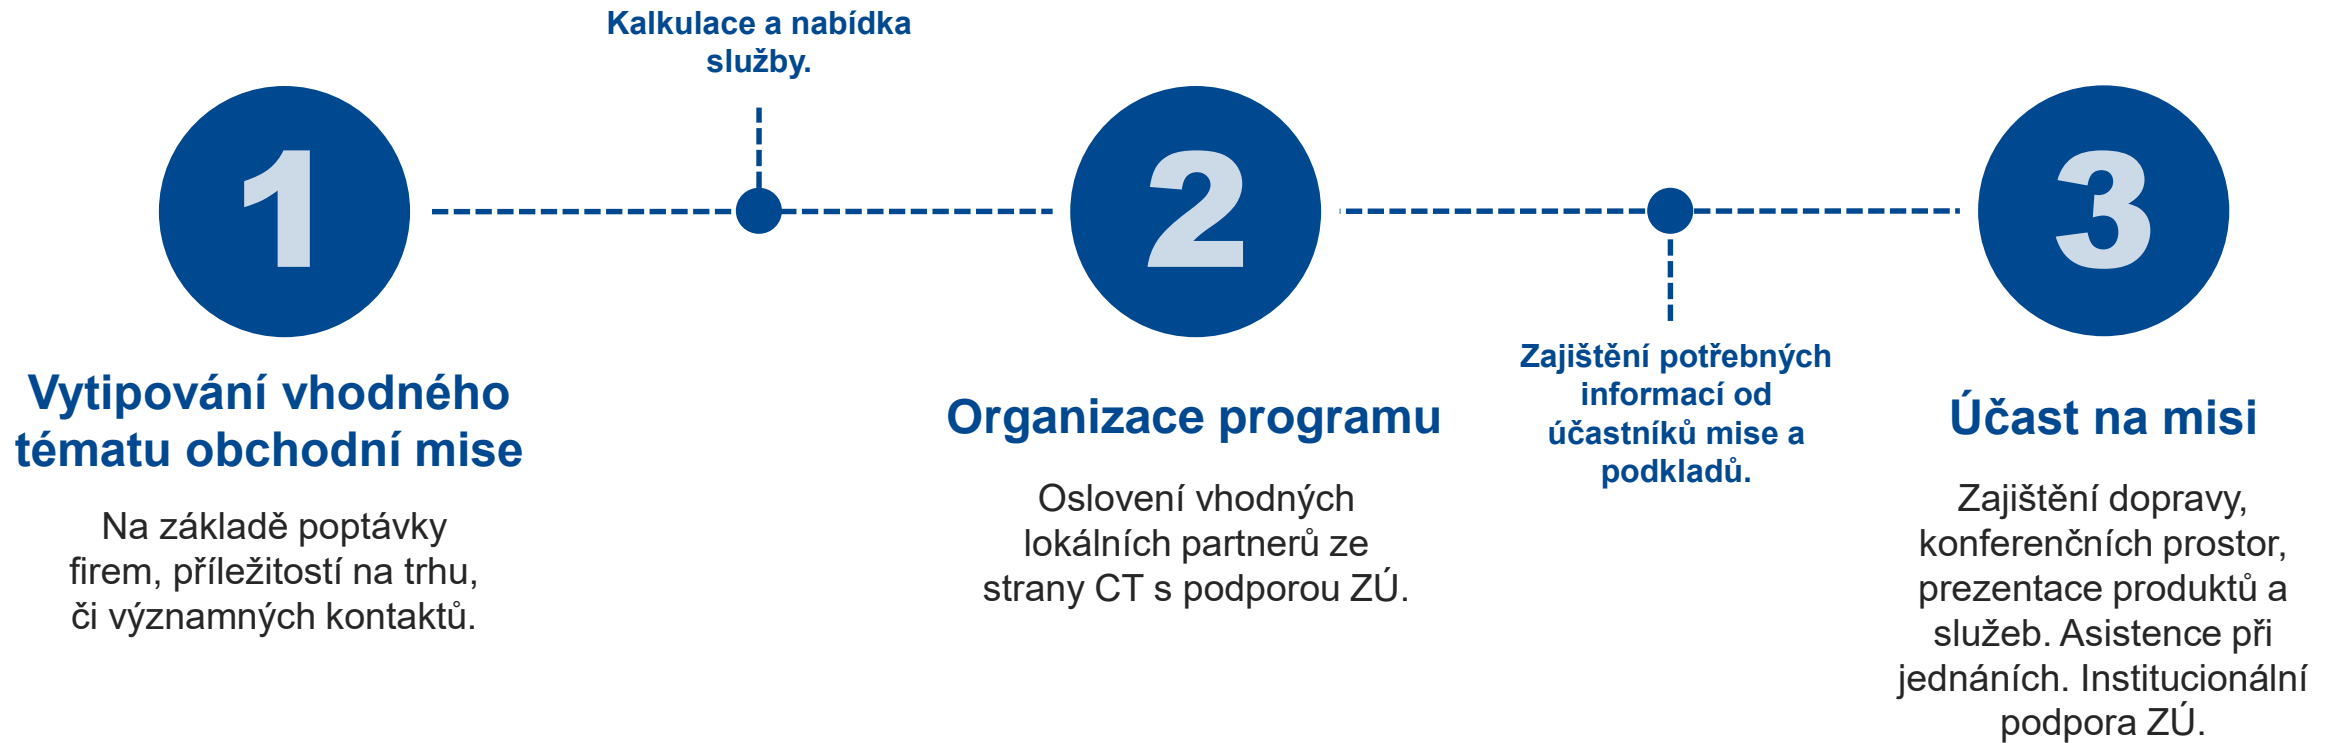 Kalkulace a nabídka
služby.
1
2
3
Vytipování vhodného
tématu obchodní mise
Na základě poptávky
firem, příležitostí na trhu,
či významných kontaktů.
Organizace programu
Oslovení vhodných
lokálních partnerů ze
strany CT s podporou ZÚ.
Zajištění potřebných
informací od
účastníků mise a
podkladů.
Účast na misi
Zajištění dopravy,
konferenčních prostor,
prezentace produktů a
služeb. Asistence při
jednáních. Institucionální
podpora ZÚ.